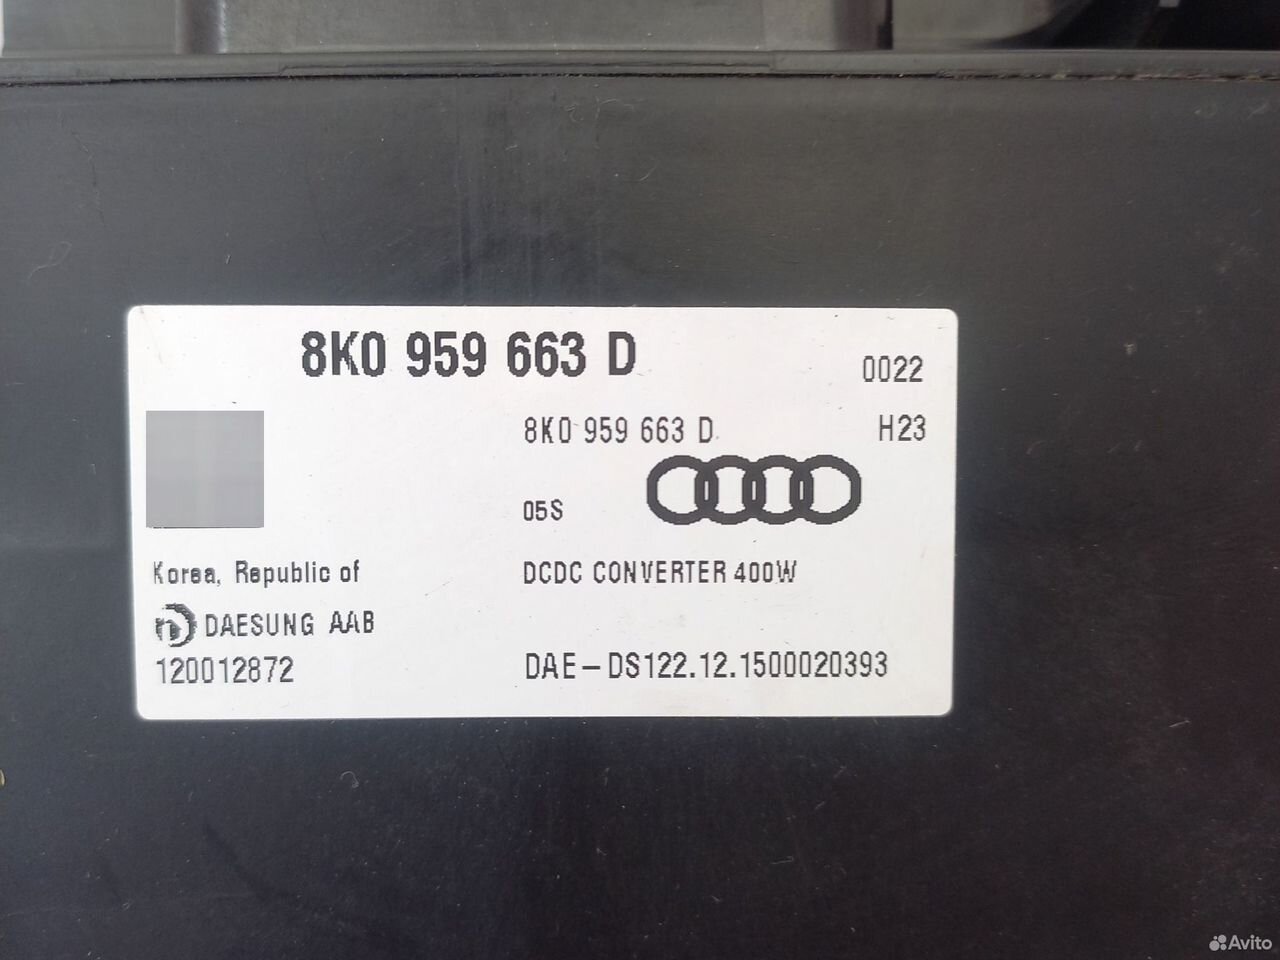 8K0 959 663 D
0022
8K0 959 663 D
H23
05S
Korea, Republic of
DCDC CONVERTER 400W
DAESUNG AAB
120012872
DAE-DS122.12.1500020393
Avito